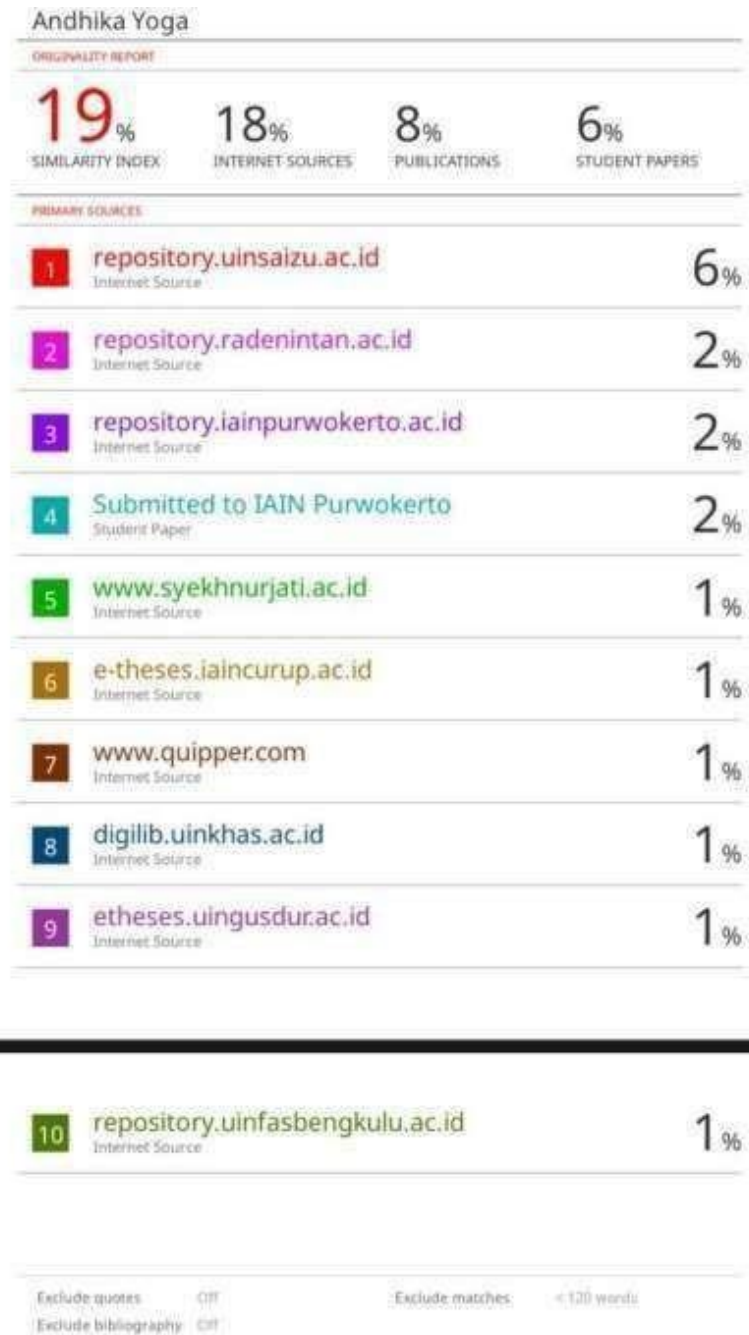 Andhika Yoga
ORIGINALITY REPORT
19% 18% 8% 6%
SIMILARITY INDEX INTERNET SOURCES PUBLICATIONS STUDENT PAPERS
PRIMARY SOURCES
1 repository.uinsaizu.ac.id 6%
Internet Source
2 repository.radenintan.ac.id 2%
Internet Source
3 repository.iainpurwokerto.ac.id 2%
Internet Source
4 Submitted to IAIN Purwokerto 2%
Student Paper
5 www.syekhnurjati.ac.id 1%
Internet Source
6 e-theses.iaincurup.ac.id 1%
Internet Source
7 www.quipper.com 1%
Internet Source
8 digilib.uinkhas.ac.id 1%
Internet Source
9 etheses.uingusdur.ac.id 1%
Internet Source
10 repository.uinfasbengkulu.ac.id 1%
Internet Source
Exclude quotes Off Exclude matches < 120 words
Exclude bibliography Off